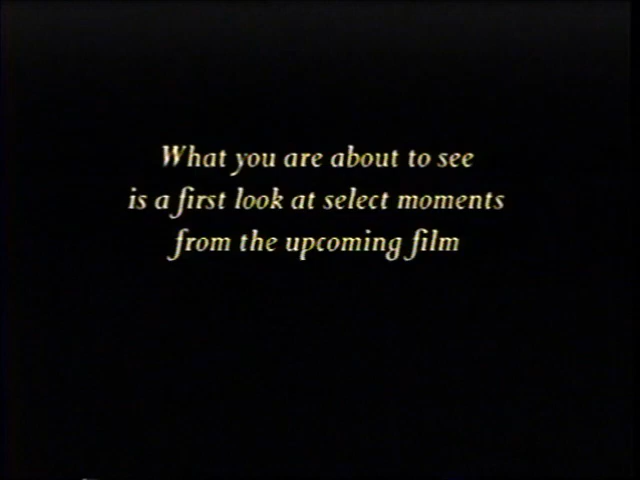 What you are about to see
is a first look at select moments
from the upcoming film